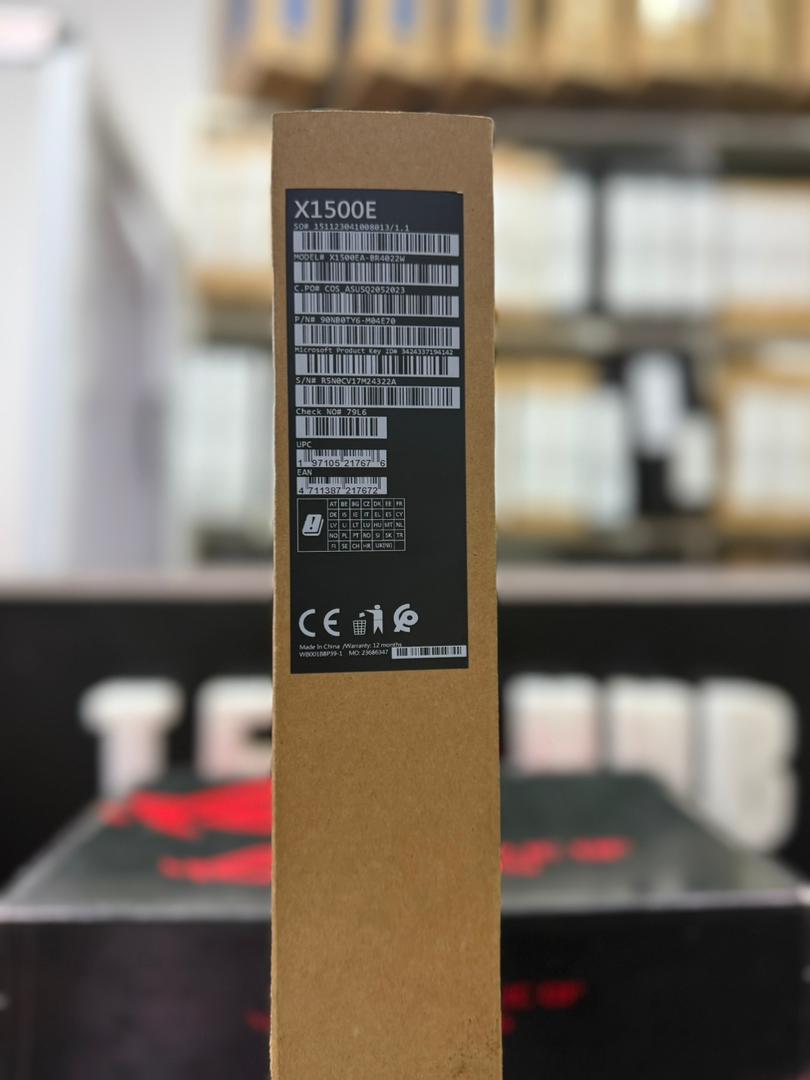 X1500E
SO# 151123041008013/1.1
MODEL# X1500EA-BR4022W
C.PO# COS_ASUSQ2052023
P/N# 90NB0TY6-M04E70
Microsoft Product Key ID# 3424337194142
S/N# R5N0CV17M24322A
Check NO# 79L6
UPC
1 97105 21767 6
EAN
4 711387 217672
AT BE BG CZ DK EE FR
DE IS IE IT EL ES CY
LV LI LT LU HU MT NL
NO PL PT RO SI SK TR
FI SE CH HR UK(NI)
CE
Made In China /Warranty: 12 months
WB001BBP39-1 MO: 23686347